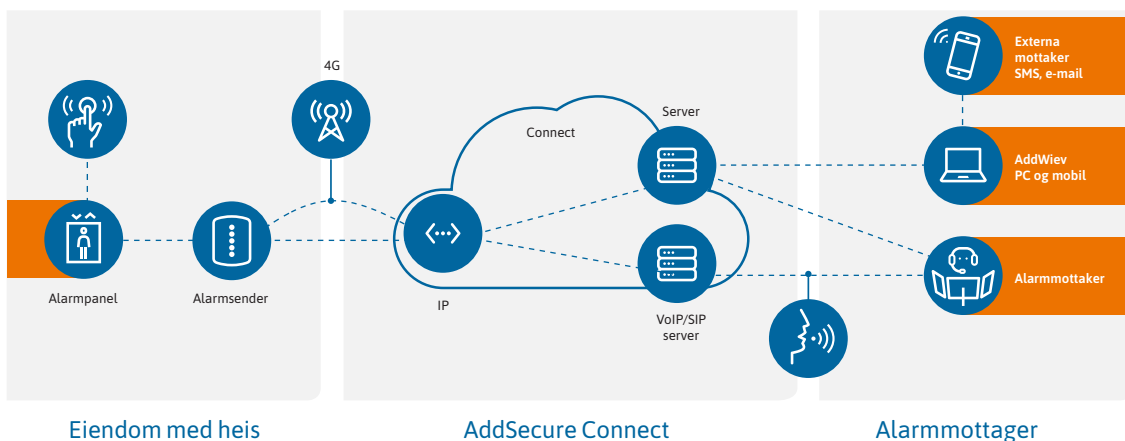 4G
Alarmpanel
Alarmsender
Connect
Server
IP
VoIP/SIP
server
Externa
mottaker
SMS, e-mail
AddWiev
PC og mobil
Alarmmottaker
Eiendom med heis
AddSecure Connect
Alarmmottager